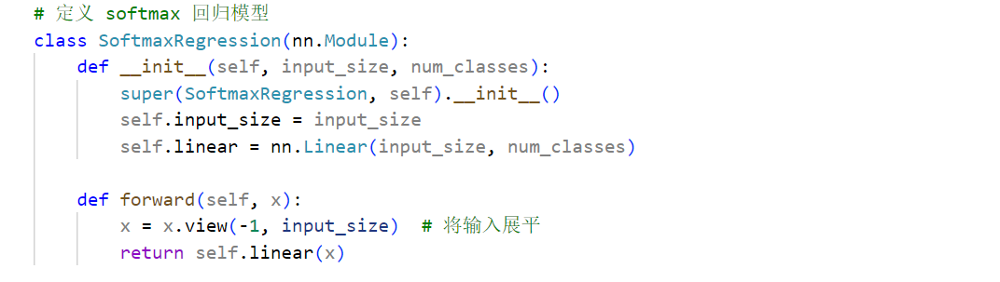 # 定义 softmax 回归模型
class SoftmaxRegression(nn.Module):
    def __init__(self, input_size, num_classes):
        super(SoftmaxRegression, self).__init__()
        self.input_size = input_size
        self.linear = nn.Linear(input_size, num_classes)

    def forward(self, x):
        x = x.view(-1, input_size)  # 将输入展平
        return self.linear(x)